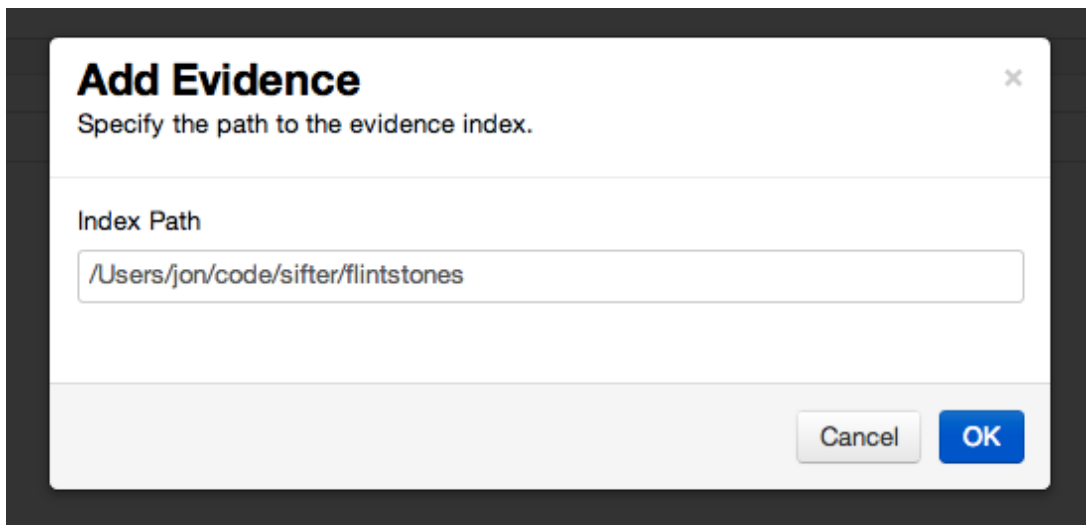 Add Evidence
×
Specify the path to the evidence index.
Index Path
/Users/jon/code/sifter/flintstones
Cancel OK